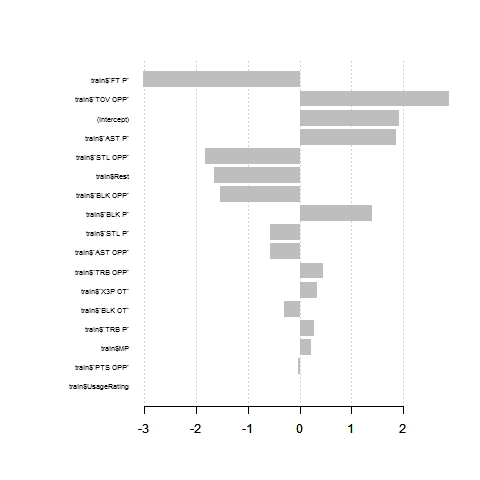 train$"FT P"
train$"TOV OPP"
(Intercept)
train$"AST P"
train$"STL OPP"
train$Rest
train$"BLK OPP"
train$"BLK P"
train$"STL P"
train$"AST OPP"
train$"TRB OPP"
train$"X3P OT"
train$"BLK OT"
train$"TRB P"
train$MP
train$"PTS OPP"
train$UsageRating
-3 -2 -1 0 1 2